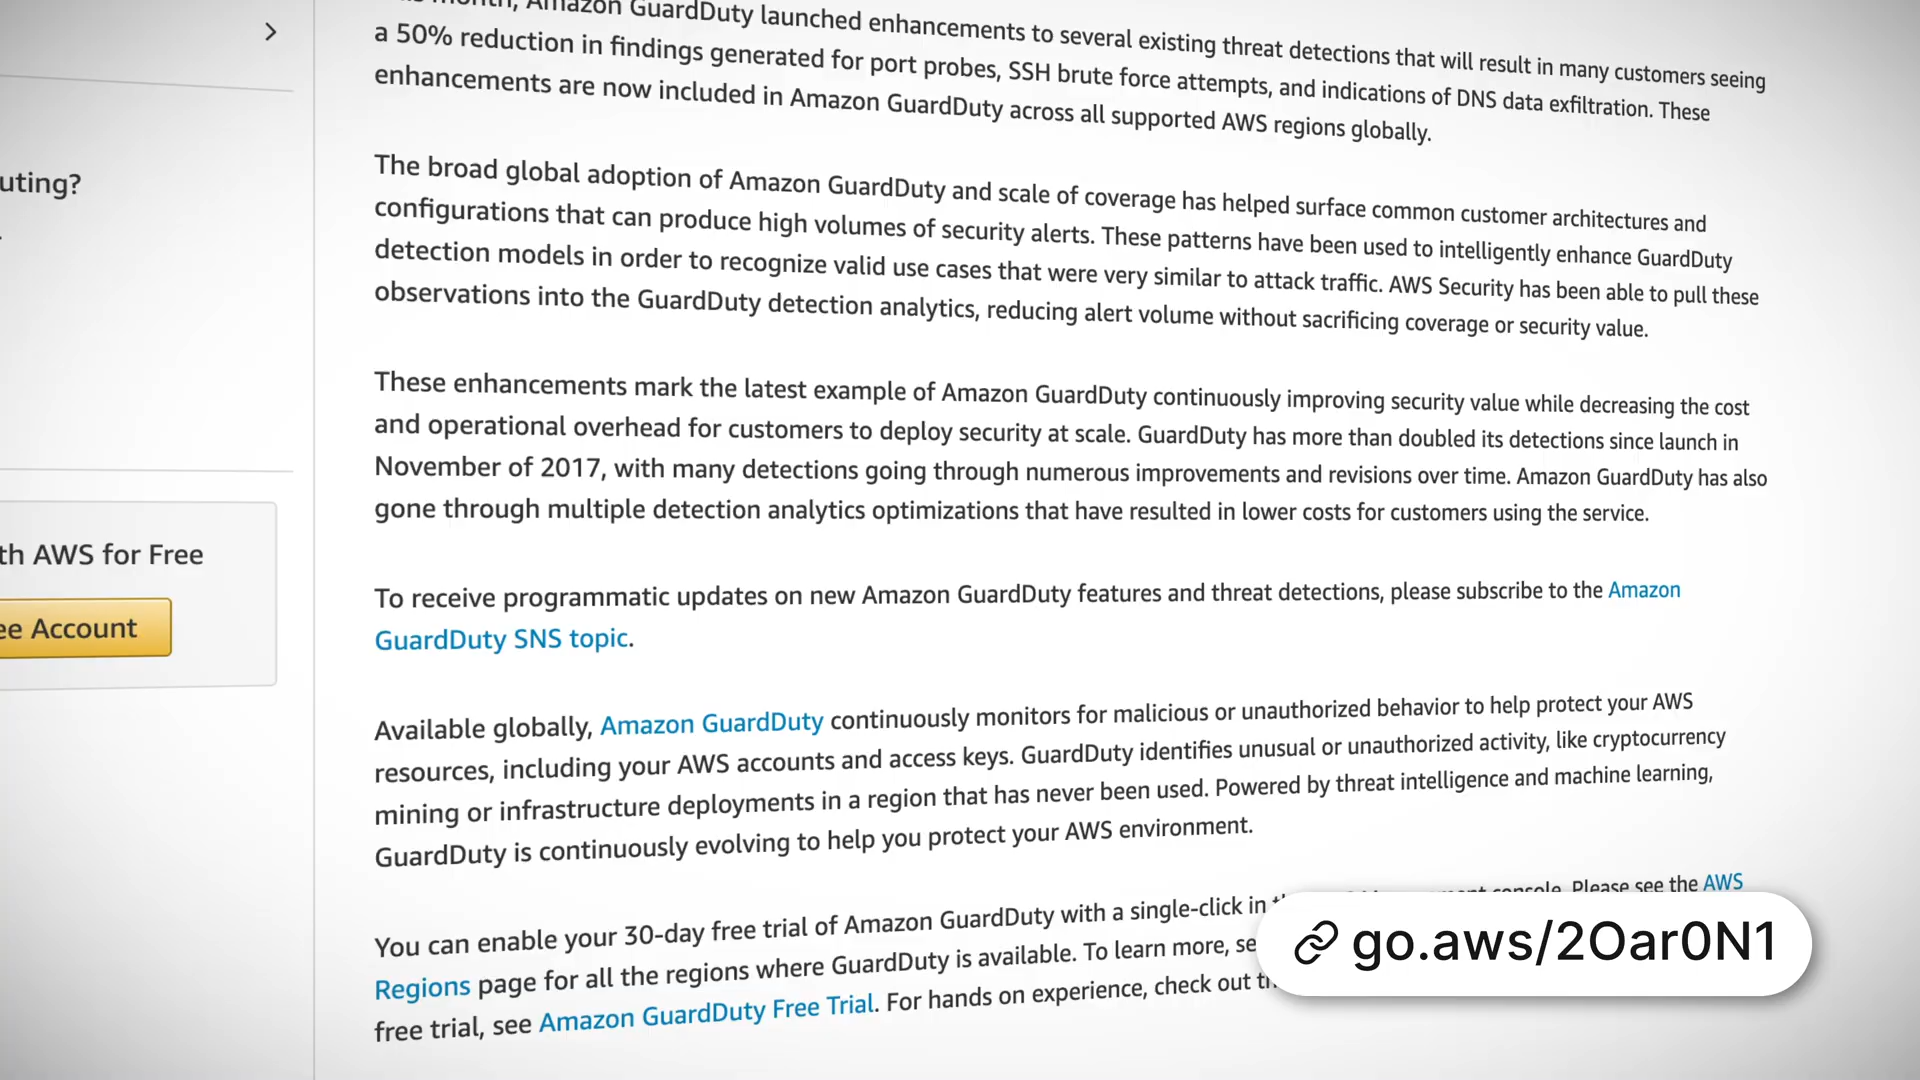 Amazon GuardDuty launched enhancements to several existing threat detections that will result in many customers seeing
a 50% reduction in findings generated for port probes, SSH brute force attempts, and indications of DNS data exfiltration. These
enhancements are now included in Amazon GuardDuty across all supported AWS regions globally.
uting?
The broad global adoption of Amazon GuardDuty and scale of coverage has helped surface common customer architectures and
configurations that can produce high volumes of security alerts. These patterns have been used to intelligently enhance GuardDuty
detection models in order to recognize valid use cases that were very similar to attack traffic. AWS Security has been able to pull these
observations into the GuardDuty detection analytics, reducing alert volume without sacrificing coverage or security value.
These enhancements mark the latest example of Amazon GuardDuty continuously improving security value while decreasing the cost
and operational overhead for customers to deploy security at scale. GuardDuty has more than doubled its detections since launch in
November of 2017, with many detections going through numerous improvements and revisions over time. Amazon GuardDuty has also
gone through multiple detection analytics optimizations that have resulted in lower costs for customers using the service.
th AWS for Free
ee Account
To receive programmatic updates on new Amazon GuardDuty features and threat detections, please subscribe to the Amazon
GuardDuty SNS topic.
Available globally, Amazon GuardDuty continuously monitors for malicious or unauthorized behavior to help protect your AWS
resources, including your AWS accounts and access keys. GuardDuty identifies unusual or unauthorized activity, like cryptocurrency
mining or infrastructure deployments in a region that has never been used. Powered by threat intelligence and machine learning,
GuardDuty is continuously evolving to help you protect your AWS environment.
You can enable your 30-day free trial of Amazon GuardDuty with a single-click in console. Please see the AWS
Regions page for all the regions where GuardDuty is available. To learn more, se
free trial, see Amazon GuardDuty Free Trial. For hands on experience, check out
go.aws/2Oar0N1